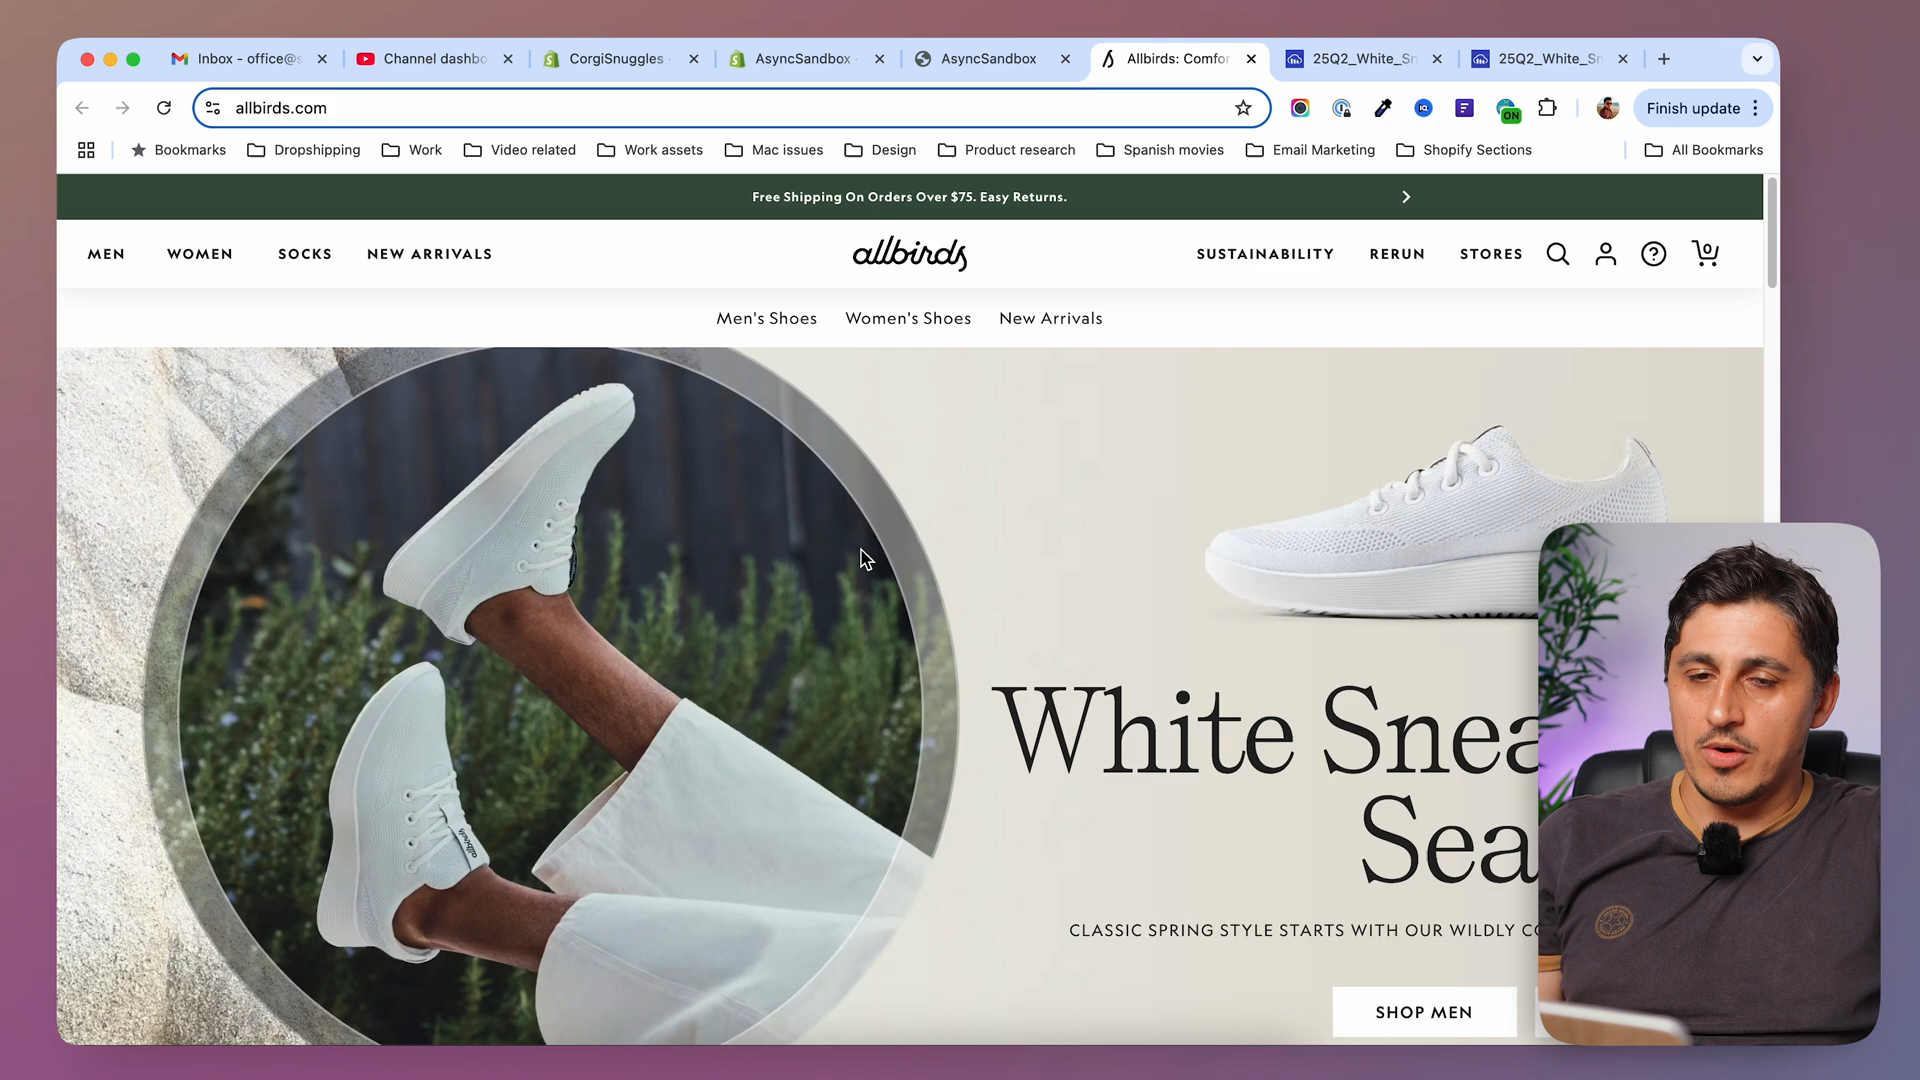 Inbox - office@s
Channel dashbo
CorgiSnuggles
AsyncSandbox
AsyncSandbox
Allbirds: Comfor
25Q2_White_Sn
25Q2_White_Sn
allbirds.com
ON
Finish update
Bookmarks
Dropshipping
Work
Video related
Work assets
Mac issues
Design
Product research
Spanish movies
Email Marketing
Shopify Sections
All Bookmarks
Free Shipping On Orders Over $75. Easy Returns.
MEN
WOMEN
SOCKS
NEW ARRIVALS
allbirds
SUSTAINABILITY
RERUN
STORES
0
Men's Shoes
Women's Shoes
New Arrivals
allbirds
White Snea
Sea
CLASSIC SPRING STYLE STARTS WITH OUR WILDLY CO
SHOP MEN